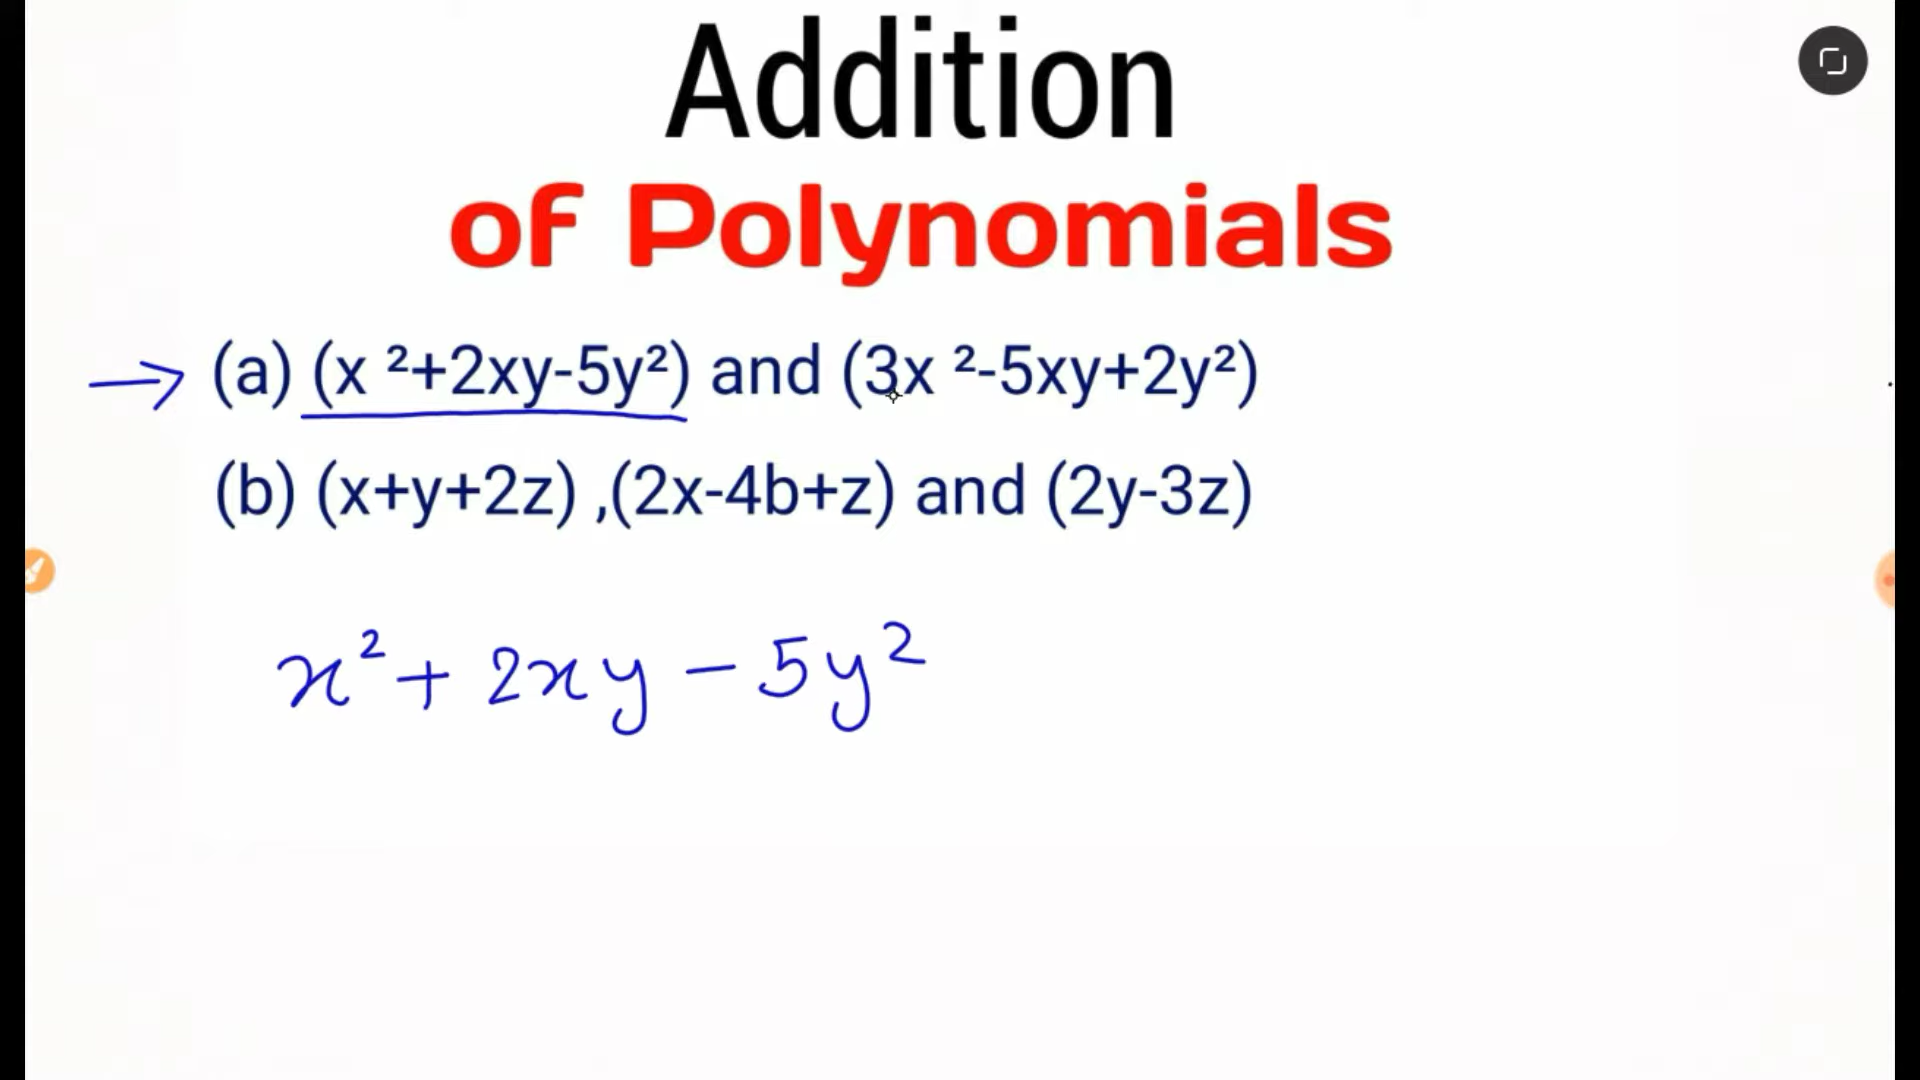 Addition
of Polynomials
(a) (x ²+2xy-5y²) and (3x ²-5xy+2y²)
(b) (x+y+2z) ,(2x-4b+z) and (2y-3z)
x² + 2xy - 5y²